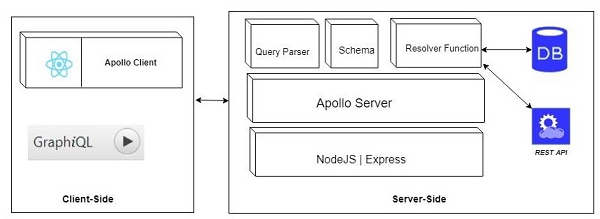 Apollo Client
GraphiQL
Client-Side
Query Parser
Schema
Resolver Function
DB
Apollo Server
REST API
NodeJS | Express
Server-Side